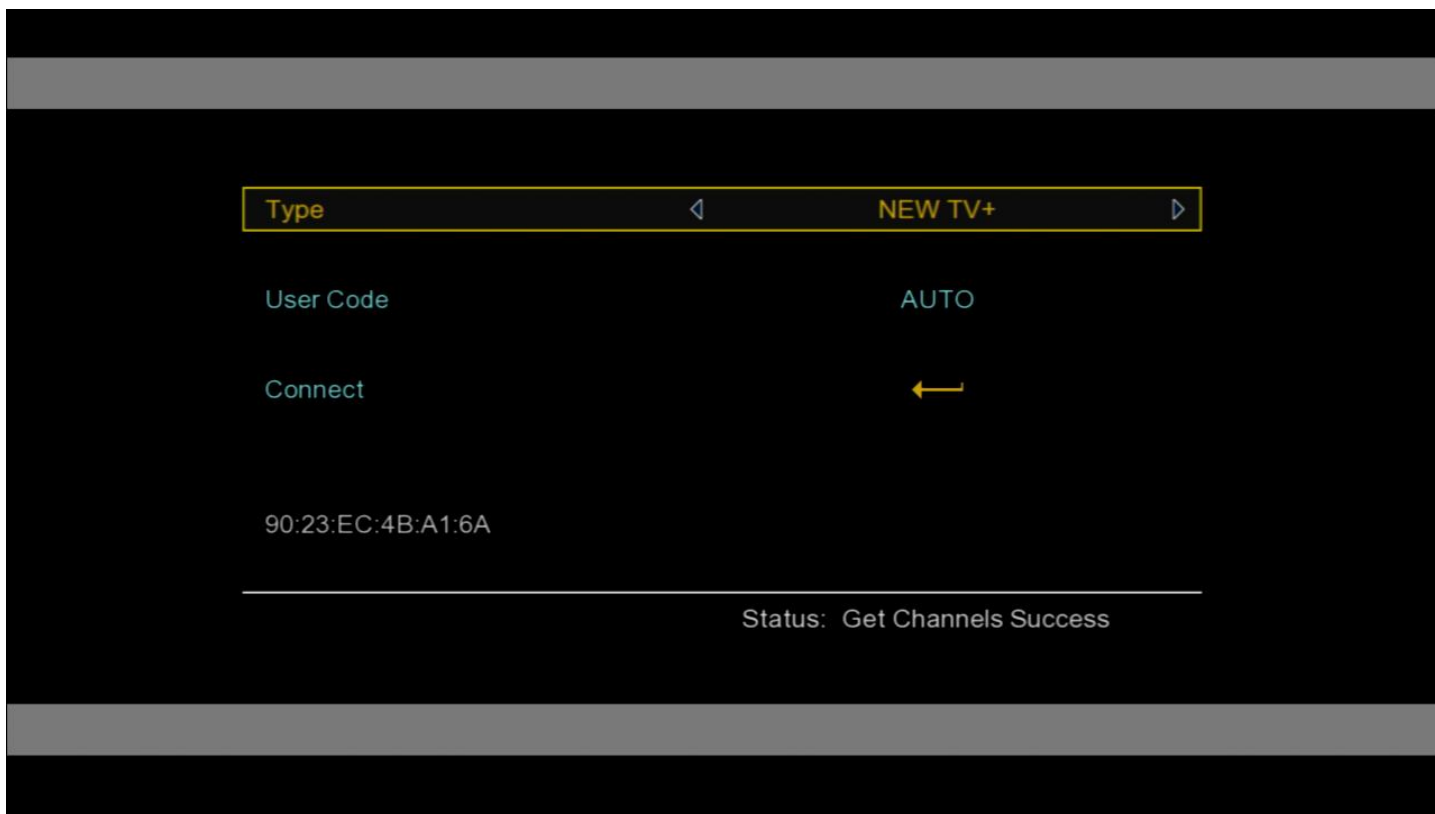 Type NEW TV+
User Code AUTO
Connect
90:23:EC:4B:A1:6A
Status: Get Channels Success